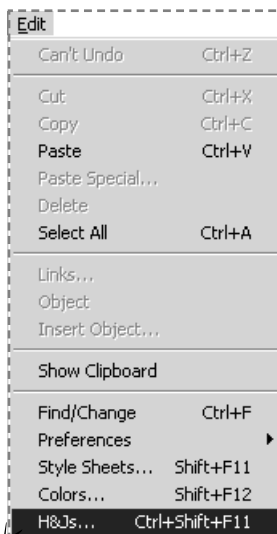 Edit
Can't Undo Ctrl+Z
Cut Ctrl+X
Copy Ctrl+C
Paste Ctrl+V
Paste Special...
Delete
Select All Ctrl+A
Links...
Object
Insert Object...
Show Clipboard
Find/Change Ctrl+F
Preferences
Style Sheets... Shift+F11
Colors... Shift+F12
H&Js... Ctrl+Shift+F11